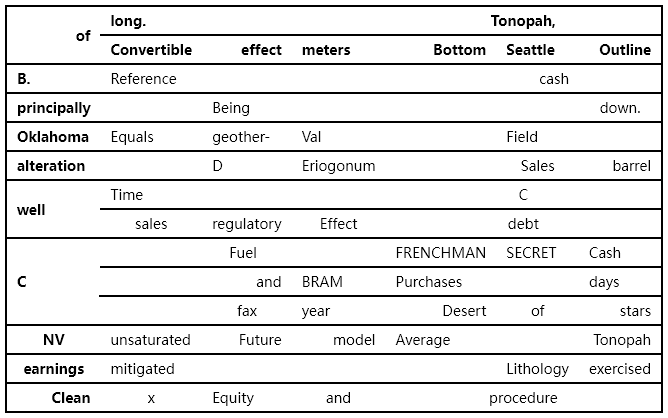 of long. Tonopah,
Convertible effect meters Bottom Seattle Outline
B. Reference cash
principally Being down.
Oklahoma Equals geother- Val Field
alteration D Eriogonum Sales barrel
well Time C
sales regulatory Effect debt
C Fuel FRENCHMAN SECRET Cash
and BRAM Purchases days
fax year Desert of stars
NV unsaturated Future model Average Tonopah
earnings mitigated Lithology exercised
Clean x Equity and procedure